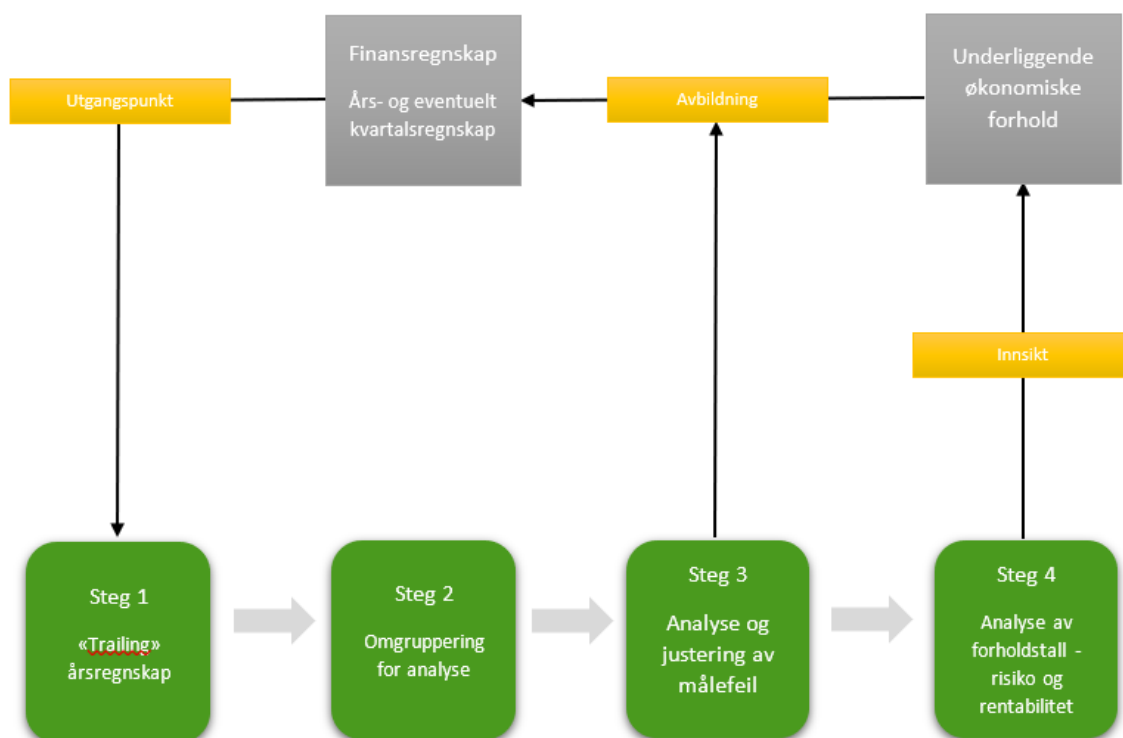 Utgangspunkt
Finansregnskap
Års- og eventuelt
kvartalsregnskap
Avbildning
Underliggende
økonomiske
forhold
Innsikt
Steg 1
«Trailing»
årsregnskap
Steg 2
Omgruppering
for analyse
Steg 3
Analyse og
justering av
målefeil
Steg 4
Analyse av
forholdstall -
risiko og
rentabilitet